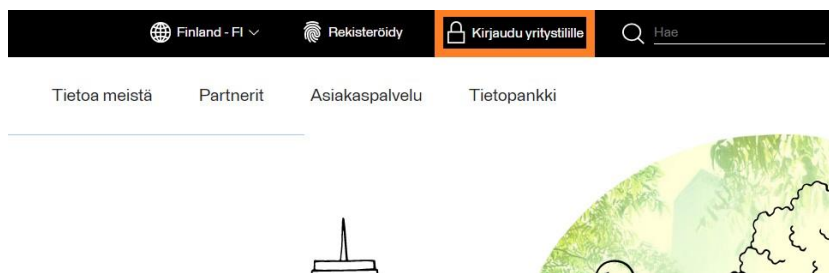 Finland - FI Rekisteröidy Kirjaudu yritystilille Hae
Tietoa meistä Partnerit Asiakaspalvelu Tietopankki